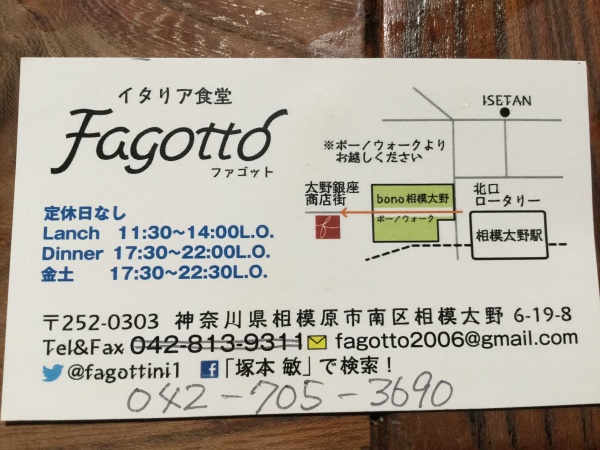 イタリア食堂
Fagotto
ファゴット
定休日なし
Lanch 11:30~14:00L.O.
Dinner 17:30~22:00L.O.
金土 17:30~22:30L.O.
ISETAN
※ボーノウォークより
お越しください
大野銀座
商店街
bono相模大野
ボーノウォーク
北口
ロータリー
相模大野駅
〒252-0303 神奈川県相模原市南区相模大野 6-19-8
Tel&Fax 042-813-9311 fagotto2006@gmail.com
@fagottini1 「塚本 敏」で検索!
042-705-3690